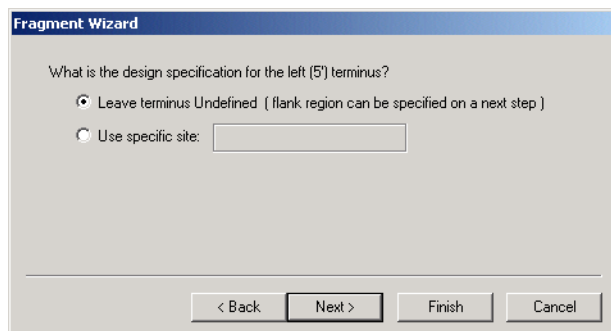 Fragment Wizard
What is the design specification for the left (5') terminus?
Leave terminus Undefined ( flank region can be specified on a next step )
Use specific site:
< Back Next > Finish Cancel